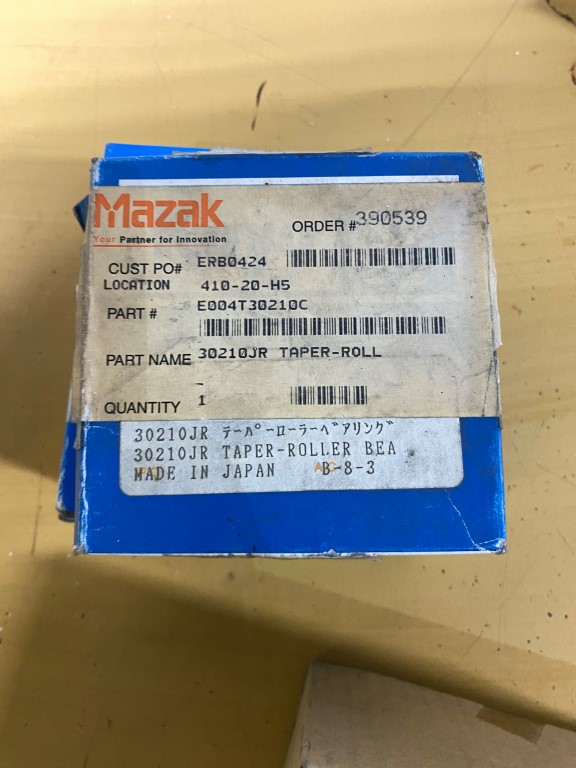 Mazak
Your Partner for Innovation
ORDER #390539
CUST PO# ERB0424
LOCATION 410-20-H5
PART # E004T30210C
PART NAME 30210JR TAPER-ROLL
-
QUANTITY 1
30210JR テーパーローラーベアリング
30210JR TAPER-ROLLER BEA
MADE IN JAPAN B-8-3